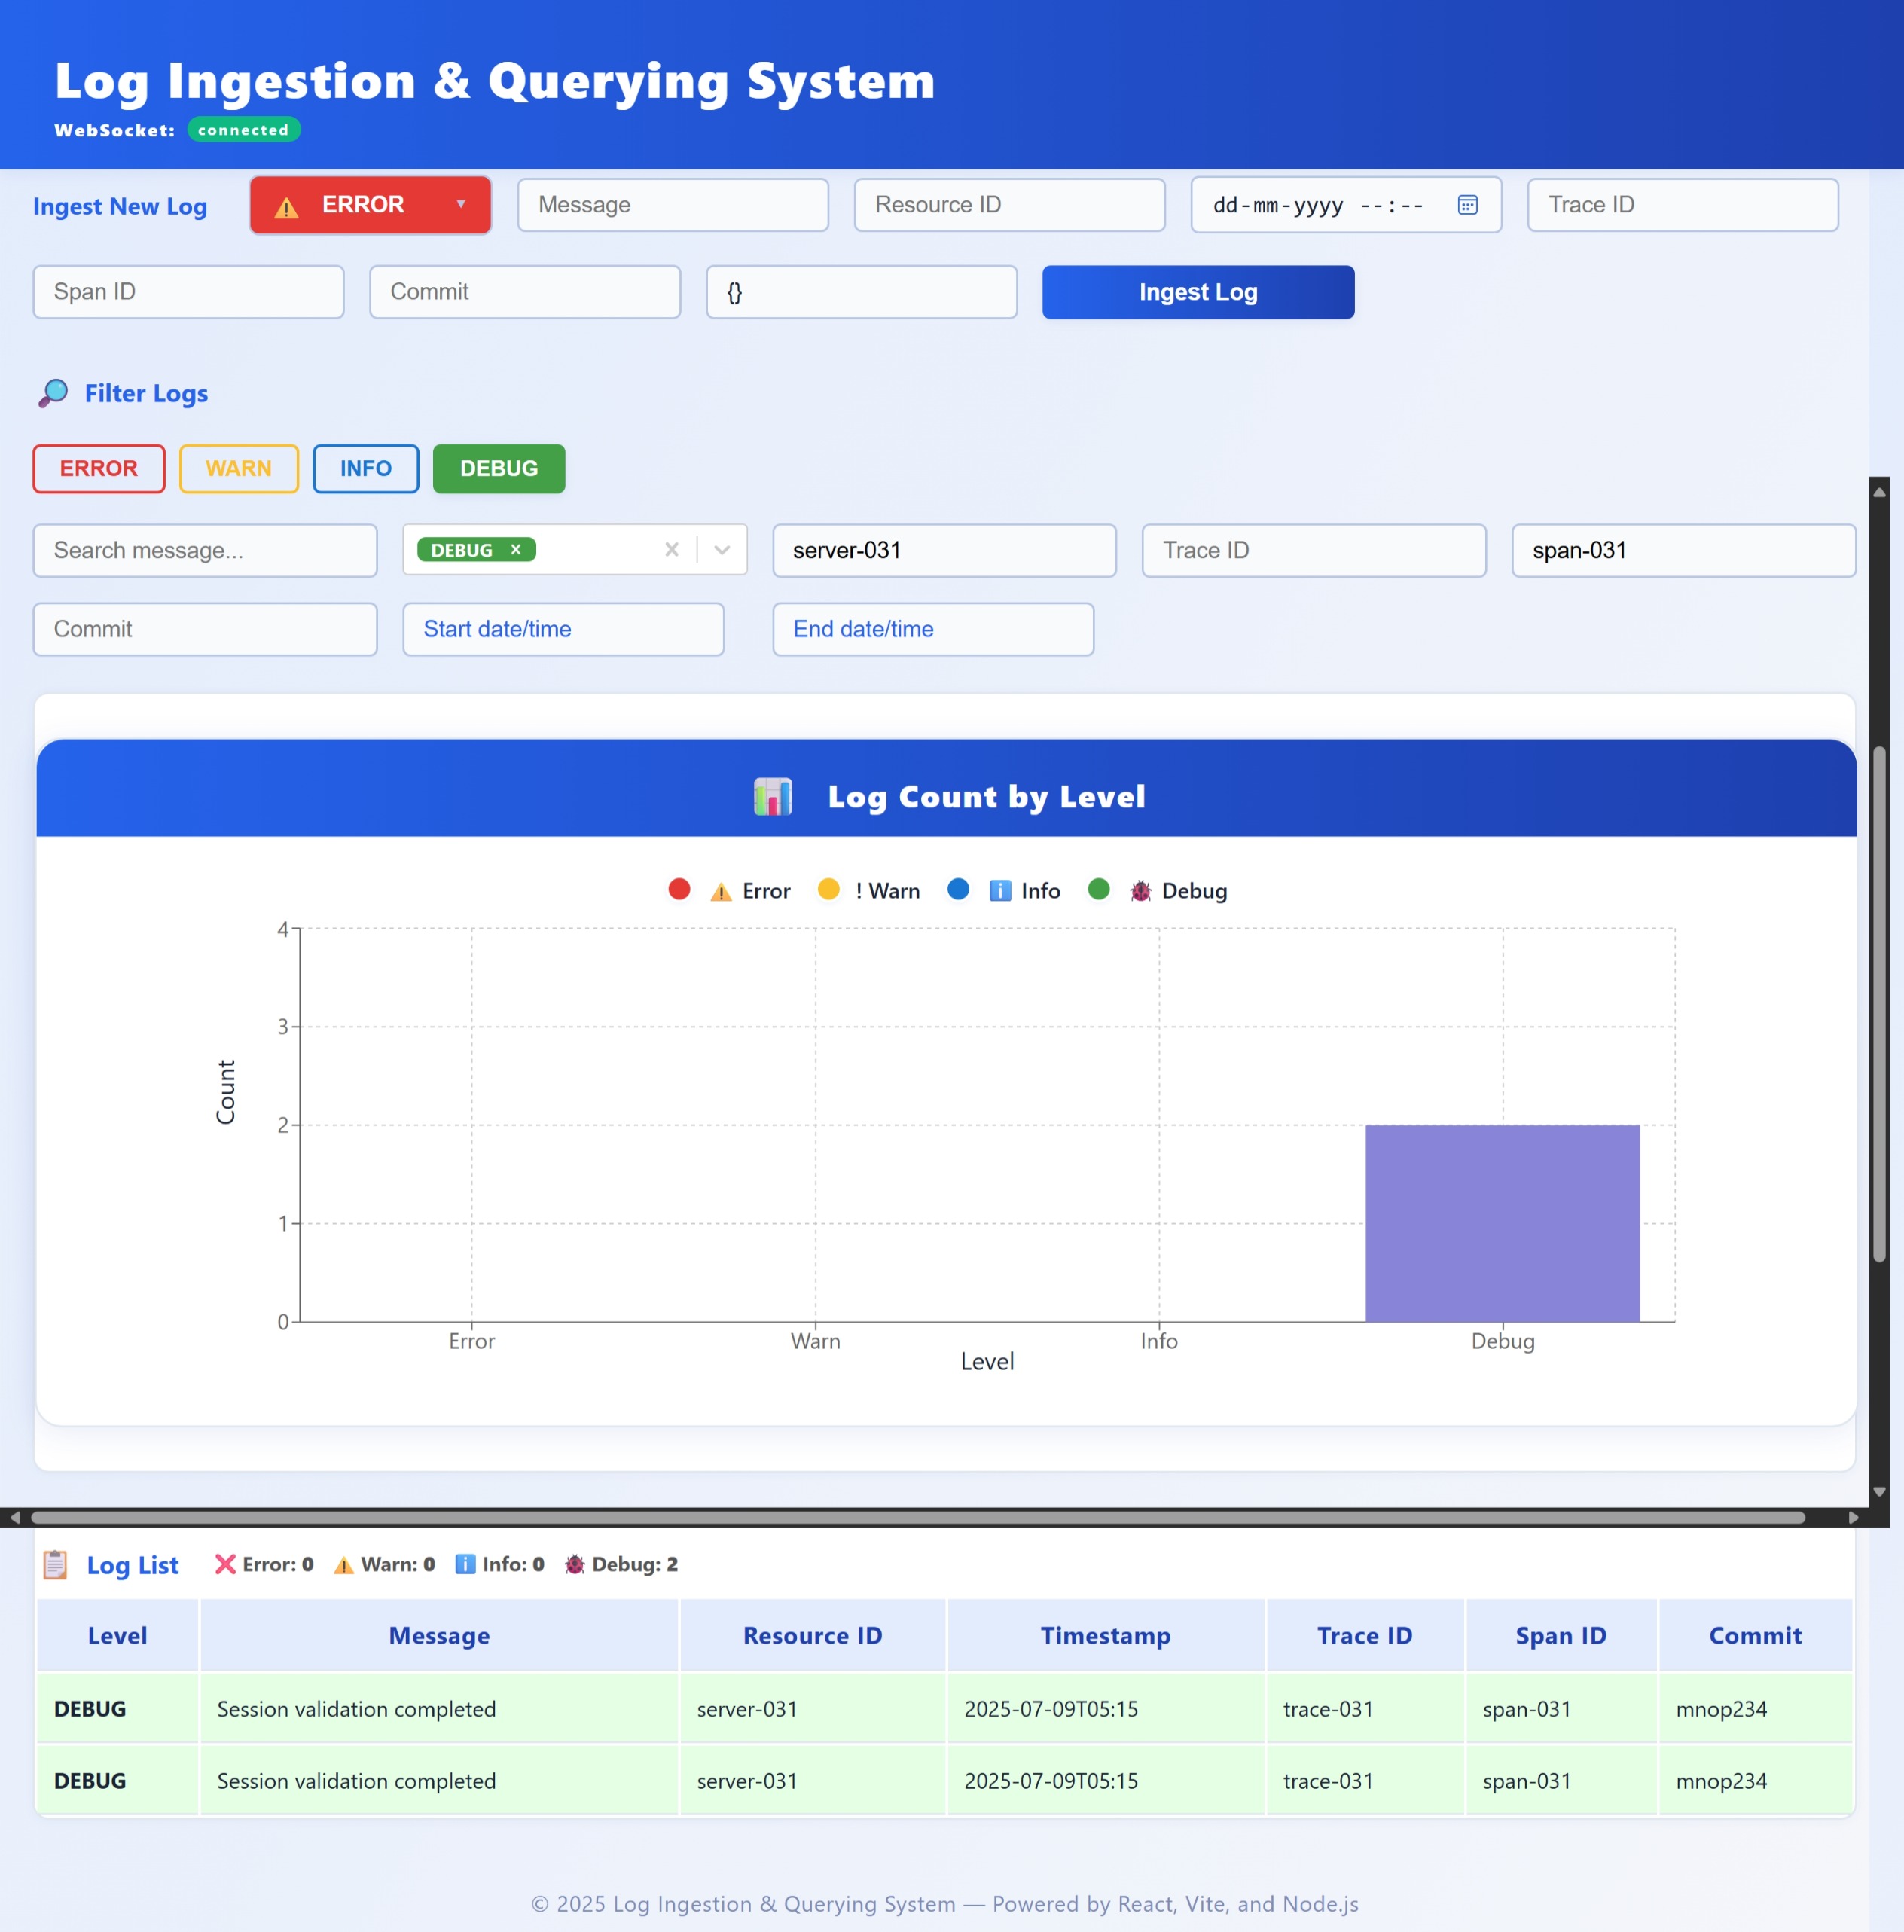 Log Ingestion & Querying System
WebSocket: connected
Ingest New Log ERROR Message Resource ID dd-mm-yyyy --:-- Trace ID
Span ID Commit {} Ingest Log
Filter Logs
ERROR WARN INFO DEBUG
Search message... DEBUG × server-031 Trace ID span-031
Commit Start date/time End date/time
Log Count by Level
Error ! Warn Info Debug
4
3
2
1
0
Count
Error Warn Info Debug
Level
Log List Error: 0 Warn: 0 Info: 0 Debug: 2
Level Message Resource ID Timestamp Trace ID Span ID Commit
DEBUG Session validation completed server-031 2025-07-09T05:15 trace-031 span-031 mnop234
DEBUG Session validation completed server-031 2025-07-09T05:15 trace-031 span-031 mnop234
© 2025 Log Ingestion & Querying System — Powered by React, Vite, and Node.js